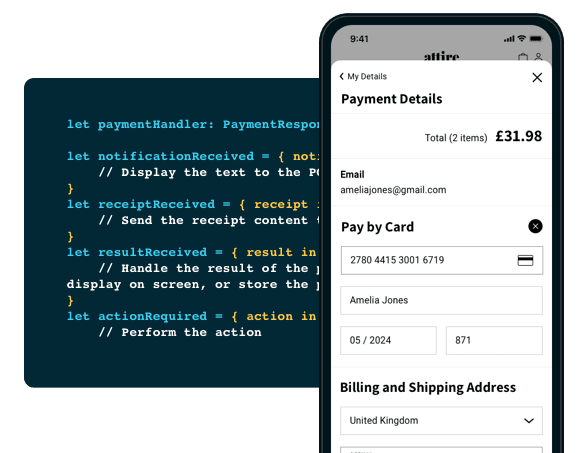 let paymentHandler: PaymentRespon
let notificationReceived = { noti
// Display the text to the PO
}
let receiptReceived = { receipt i
// Send the receipt content t
}
let resultReceived = { result in
// Handle the result of the p
display on screen, or store the p
}
let actionRequired = { action in
// Perform the action
9:41
attire
My Details
Payment Details
Total (2 items) £31.98
Email
ameliajones@gmail.com
Pay by Card
2780 4415 3001 6719
Amelia Jones
05 / 2024
871
Billing and Shipping Address
United Kingdom